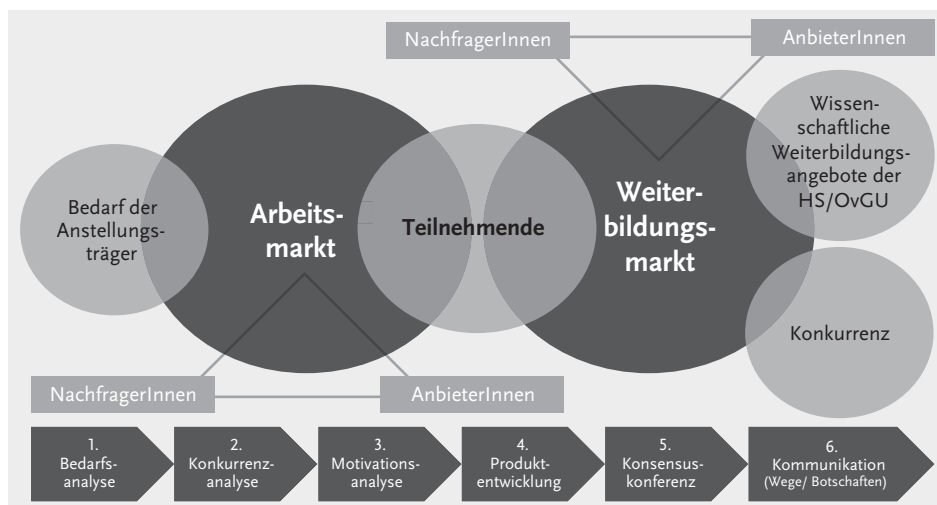 NachfragerInnen
AnbieterInnen
Wissen-
schaftliche
Weiterbildungs-
angebote der
HS/OvGU
Bedarf der
Anstellungs-
träger
Arbeits-
markt
Teilnehmende
Weiter-
bildungs-
markt
Konkurrenz
NachfragerInnen
AnbieterInnen
1.
Bedarfs-
analyse
2.
Konkurrenz-
analyse
3.
Motivations-
analyse
4.
Produkt-
entwicklung
5.
Konsensus-
konferenz
6.
Kommunikation
(Wege/ Botschaften)